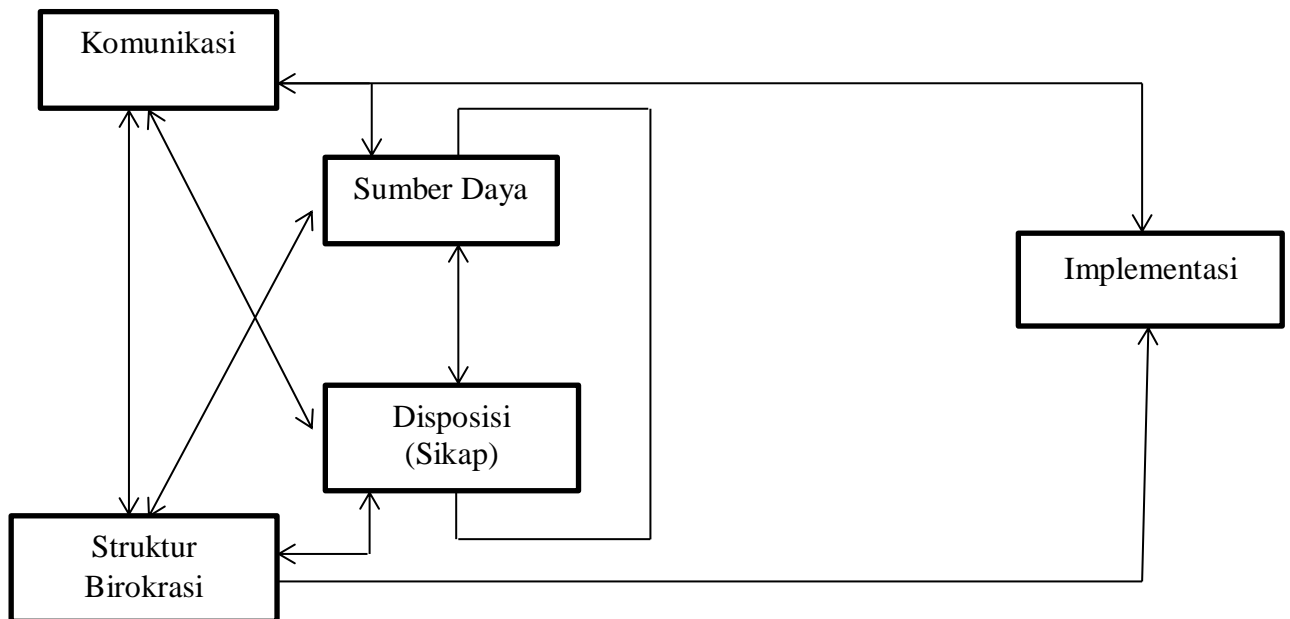 Komunikasi
Sumber Daya
Implementasi
Disposisi
(Sikap)
Struktur
Birokrasi